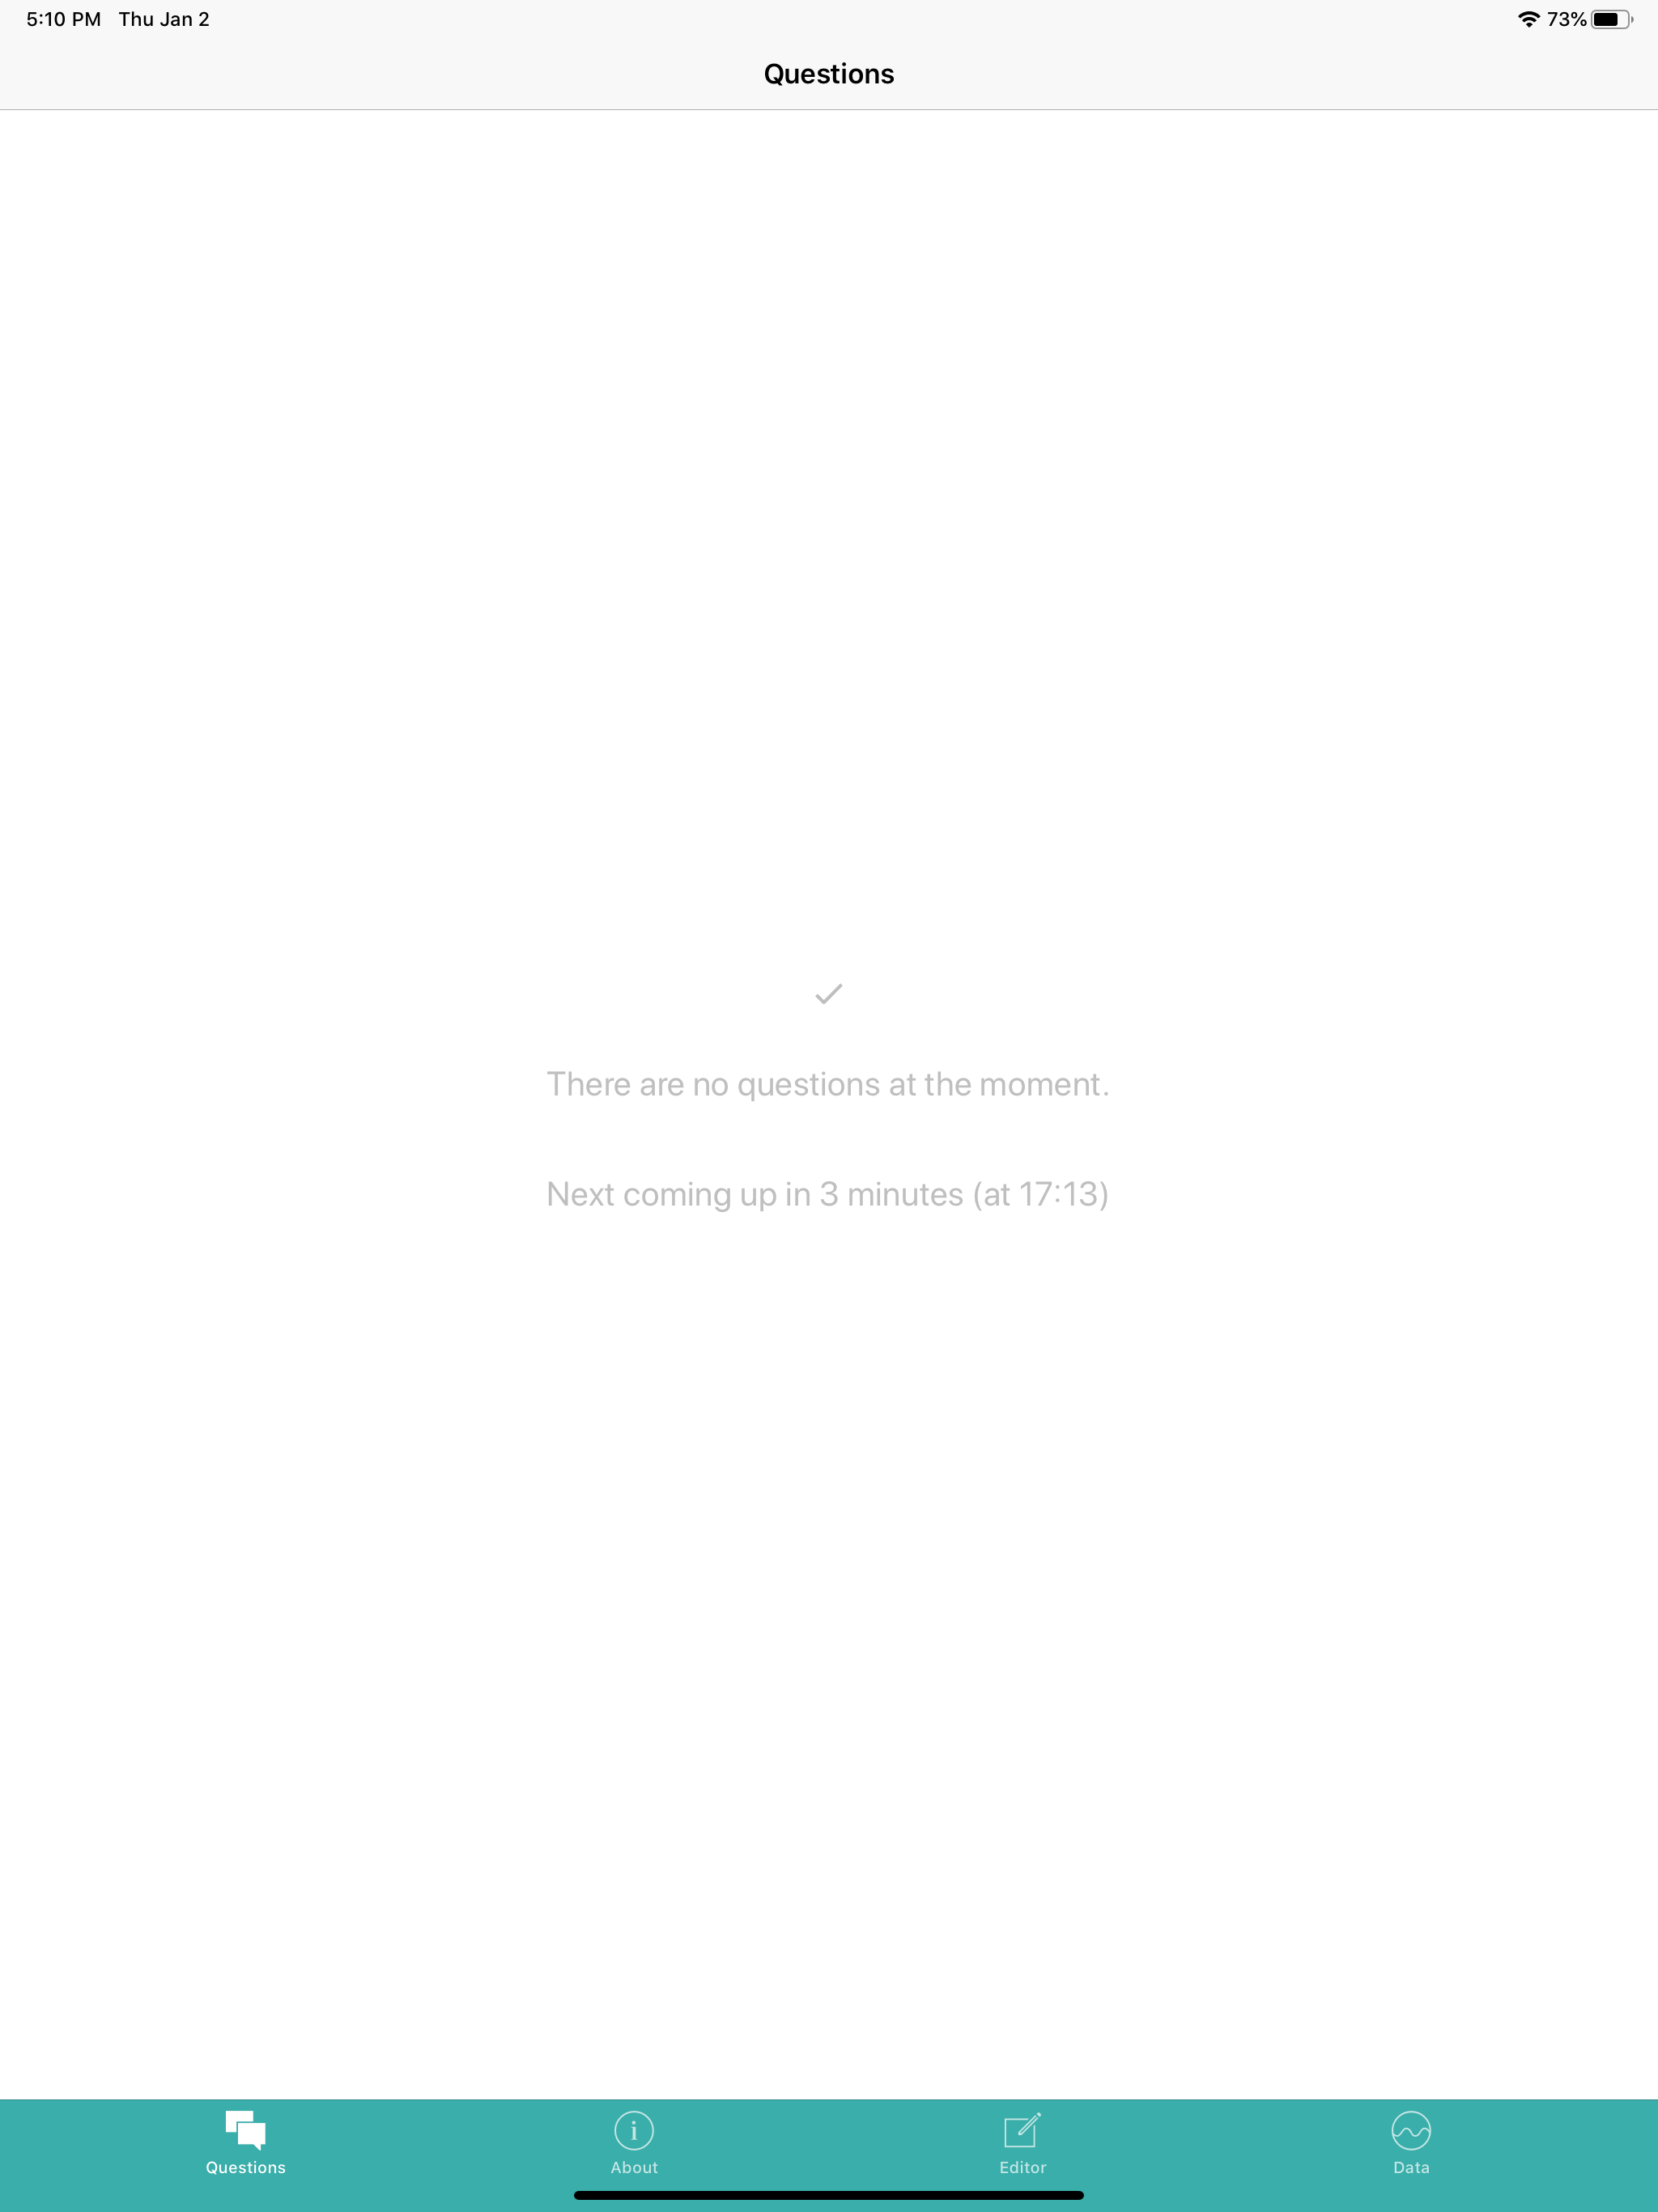 5:10 PM Thu Jan 2 73%
Questions
There are no questions at the moment.
Next coming up in 3 minutes (at 17:13)
Questions About Editor Data